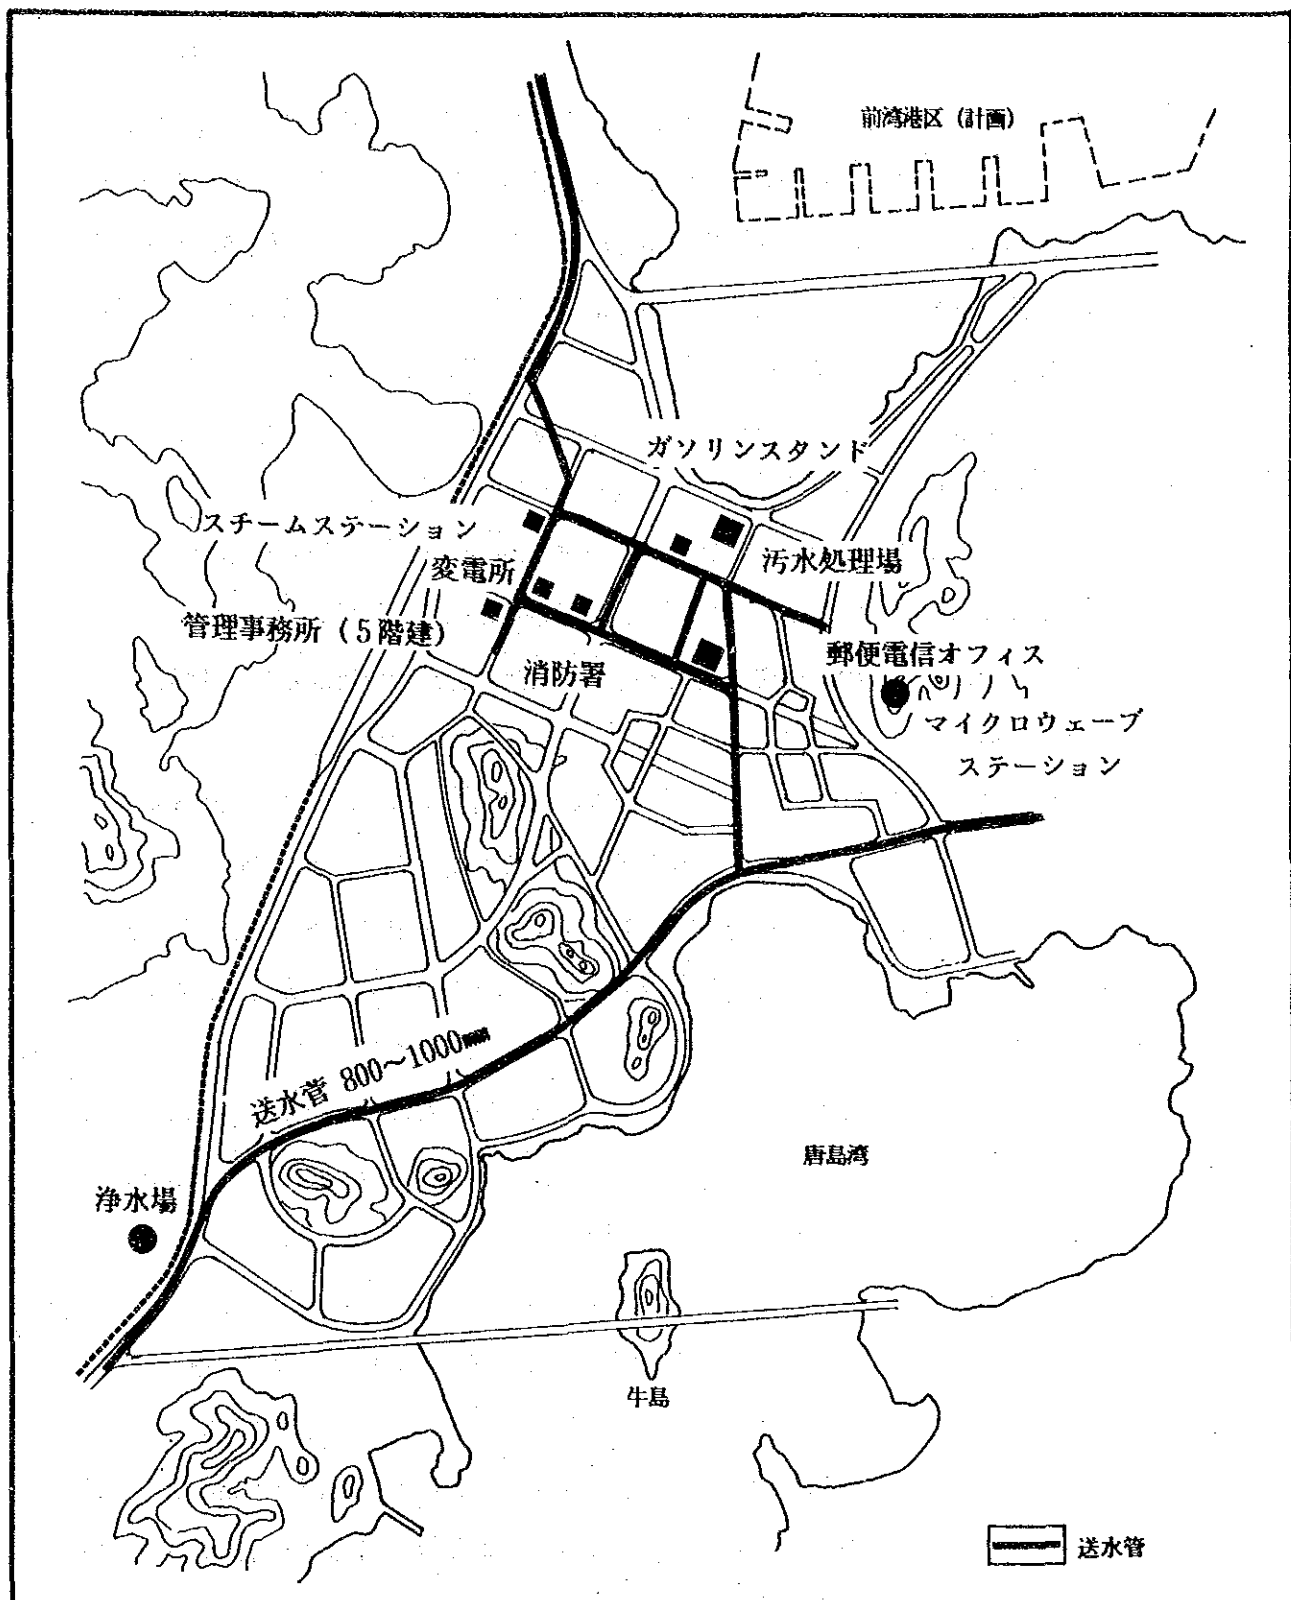 前湾港区（計画）
ガソリンスタンド
スチームステーション
変電所
汚水処理場
管理事務所（5階建）
消防署
郵便電信オフィス
マイクロウェーブ
ステーション
送水菅 800～1000mm
唐島湾
浄水場
牛島
送水管